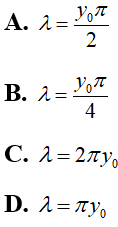 A. λ = y₀π/2
B. λ = y₀π/4
C. λ = 2πy₀
D. λ = πy₀